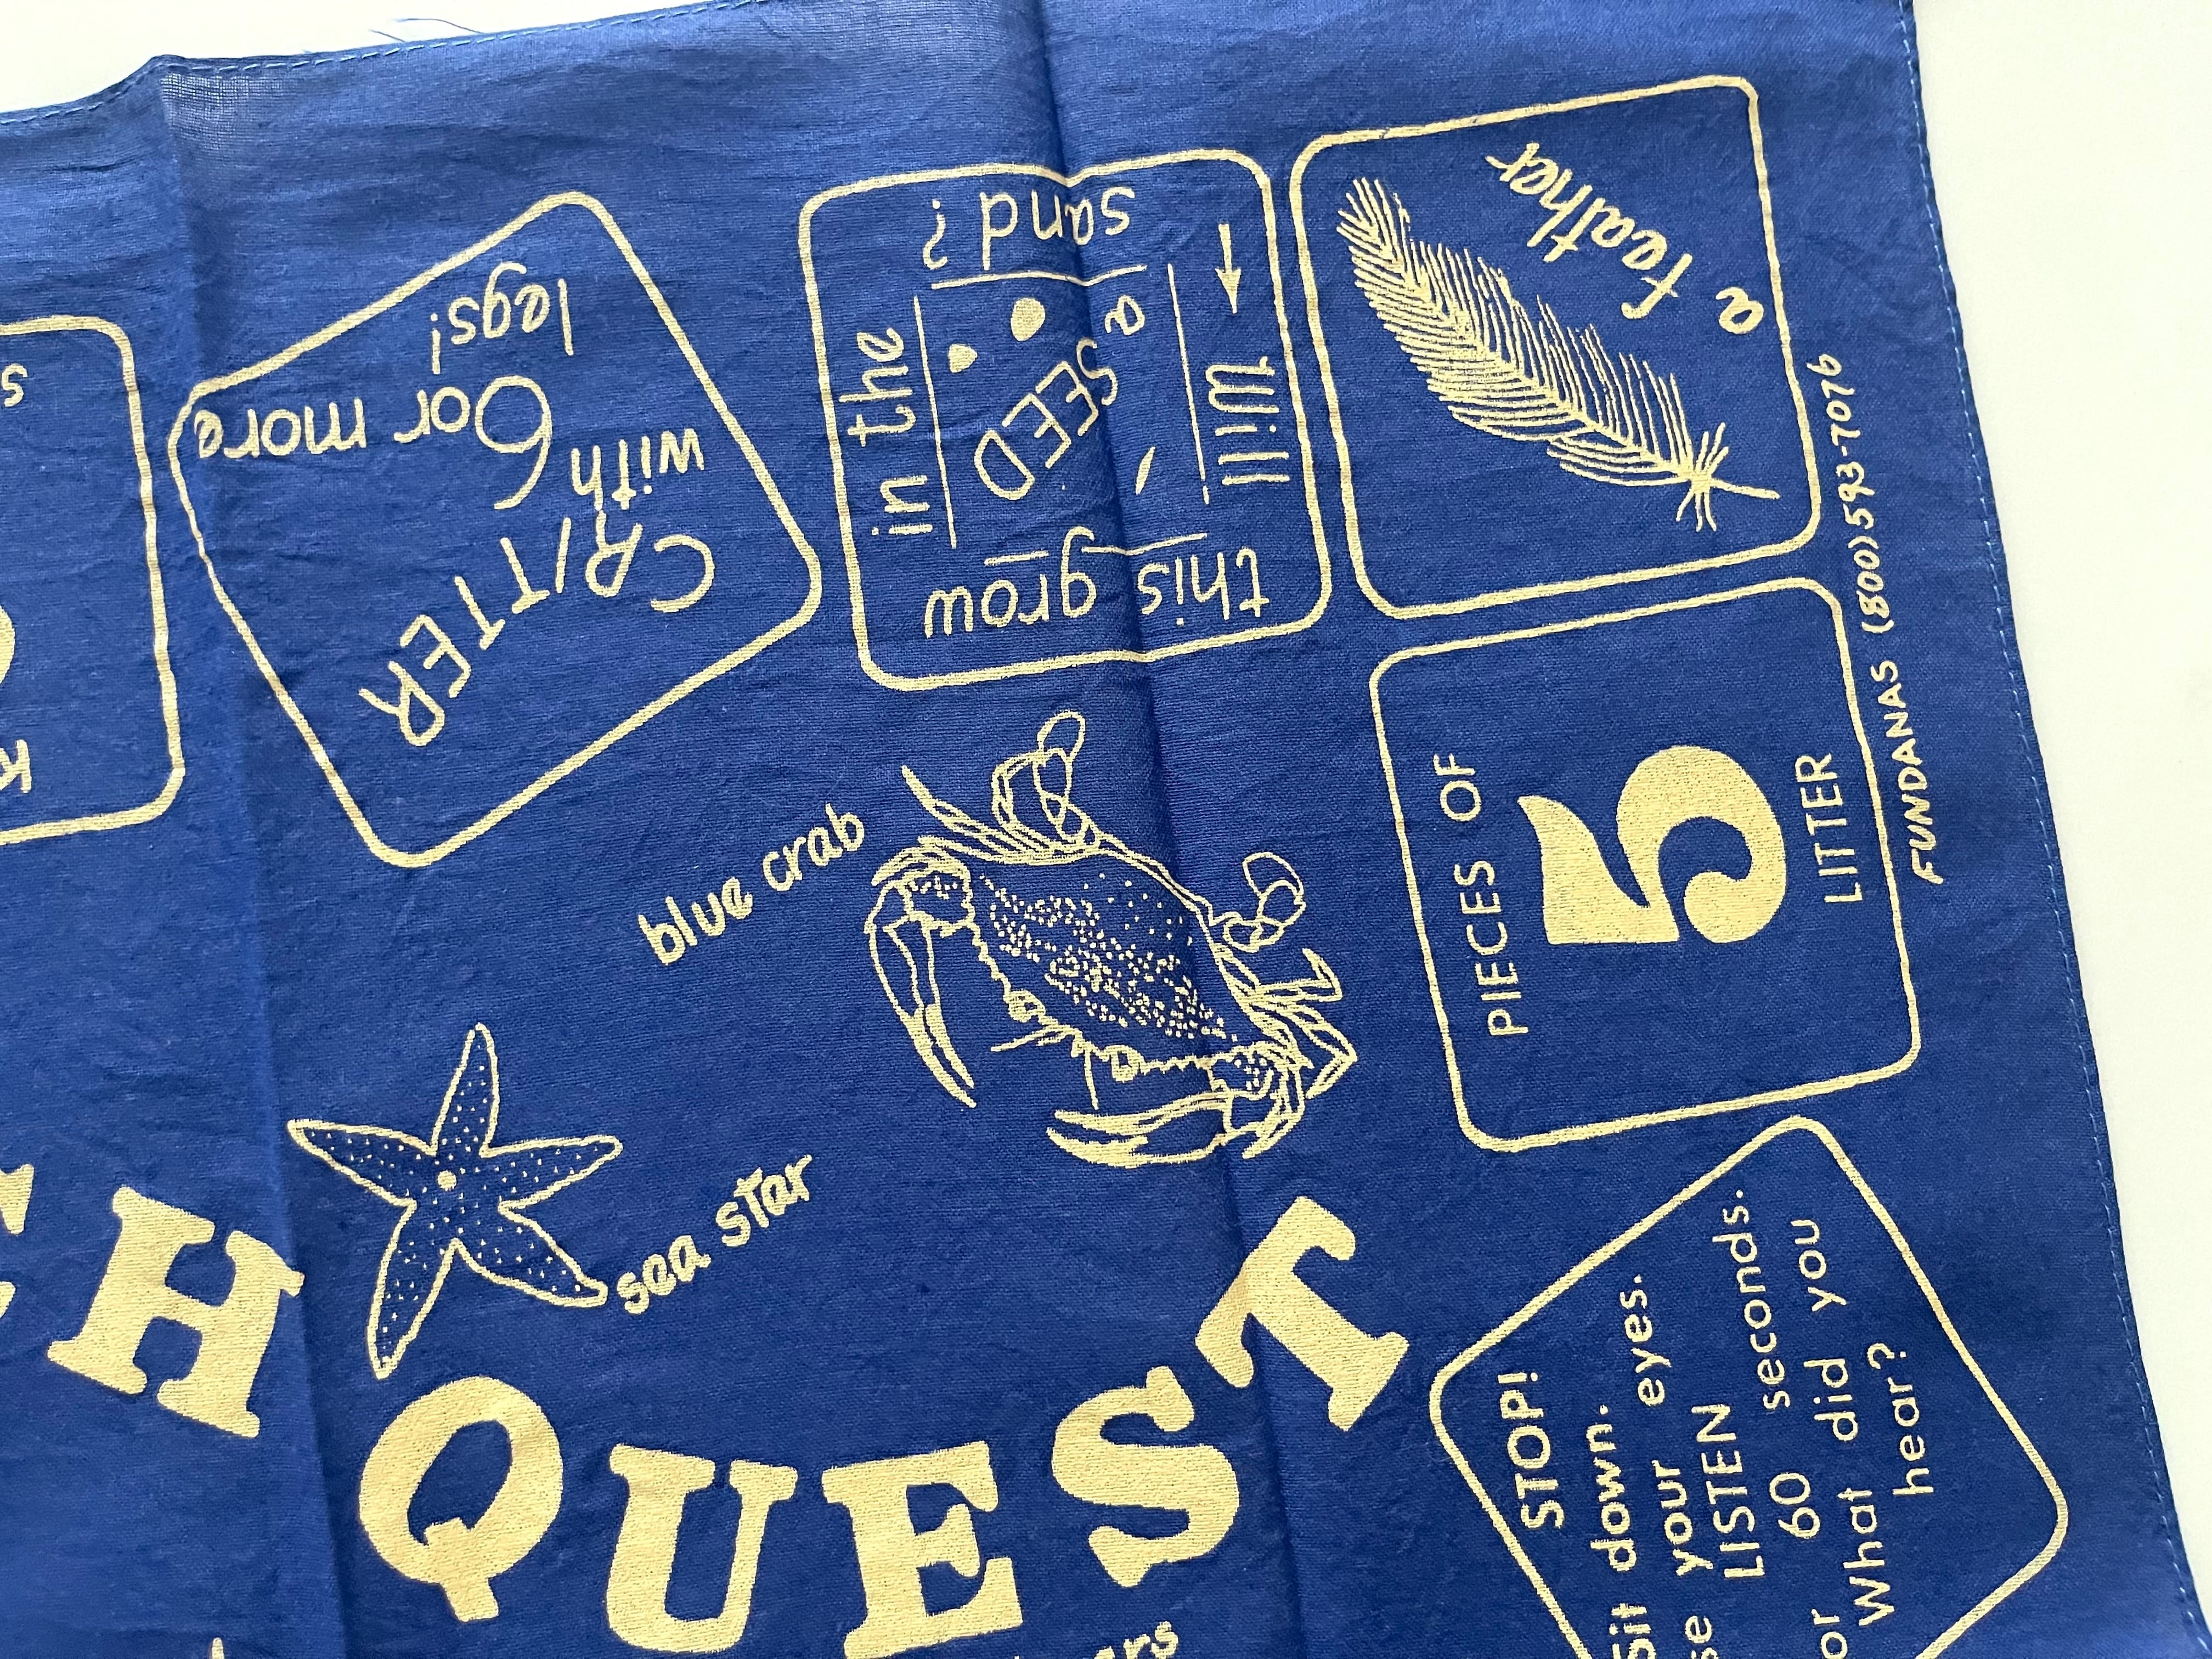 CRITTER
with
6 or more
legs!
Will
this grow
in the
sand?
a
SEED
a feather
FUNDANAS (800) 593-7076
PIECES OF
5
LITTER
blue crab
sea star
H
QUEST
STOP!
Sit down.
your eyes.
LISTEN
60 seconds.
What did you
hear?